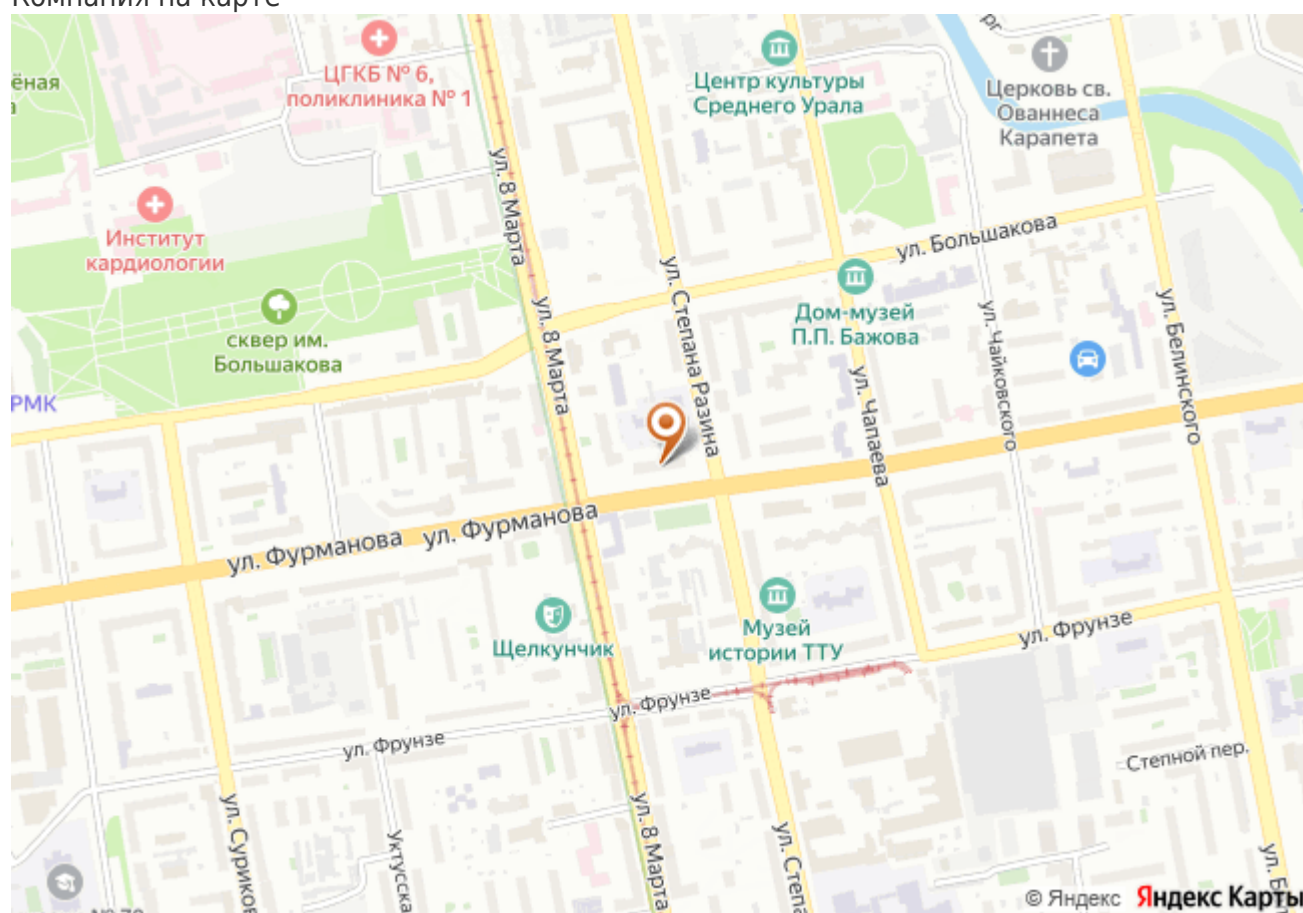 Компания на карте
ЦГКБ № 6,
поликлиника № 1
Центр культуры
Среднего Урала
Церковь св.
Ованнеса
Карапета
ёная
ул. 8 Марта
Институт
кардиологии
ул. Большакова
ул. Степана Разина
сквер им.
Большакова
ул. 8 Марта
Дом-музей
П.П. Бажова
ул. Чайковского
ул. Белинского
РМК
ул. Чапаева
ул. Фурманова
ул. Фурманова
Щелкунчик
Музей
истории ТТУ
ул. Фрунзе
ул. Фрунзе
ул. Фрунзе
Степной пер.
ул. Суриков
Уктусска
ул. 8 Марта
ул. Степа
ул. Б
© Яндекс Яндекс Карты